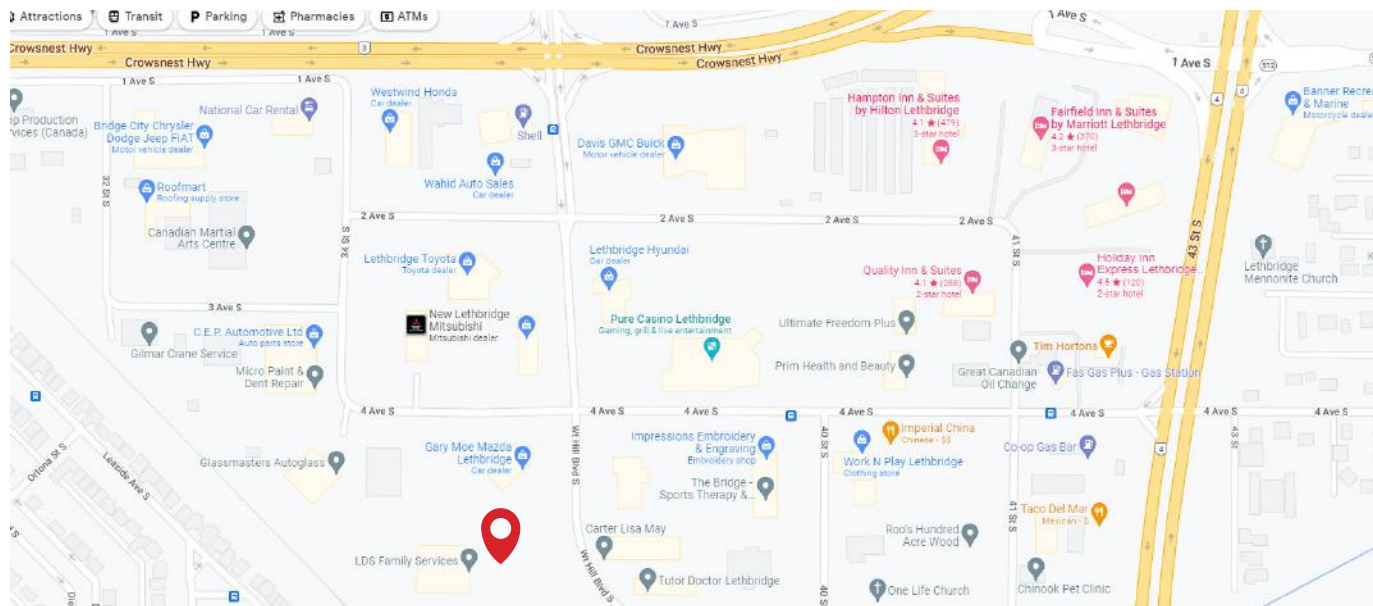 Attractions
Transit
P Parking
Pharmacies
ATMs
1 Ave S
1 Ave S
1 Ave S
1 Ave S
Crowsnest Hwy
3
Crowsnest Hwy
Crowsnest Hwy
Crowsnest Hwy
1 Ave S
512
1 Ave S
1 Ave S
op Production
rvices (Canada)
National Car Rental
Bridge City Chrysler
Dodge Jeep FIAT
Motor vehicle dealer
Westwind Honda
Car dealer
Shell
Hampton Inn & Suites
by Hilton Lethbridge
4.1 ★ (479)
3-star hotel
Fairfield Inn & Suites
by Marriott Lethbridge
4.2 ★ (370)
3-star hotel
4
4
Banner Recrea
& Marine
Motorcycle deale
Davis GMC Buick
Motor vehicle dealer
Wahid Auto Sales
Car dealer
32 St S
Roofmart
Roofing supply store
Canadian Martial
Arts Centre
2 Ave S
2 Ave S
2 Ave S
2 Ave S
34 St S
41 St S
43 St S
Lethbridge Toyota
Toyota dealer
Lethbridge Hyundai
Car dealer
Quality Inn & Suites
4.1 ★ (288)
2-star hotel
Holiday Inn
Express Lethbridge...
4.5 ★ (120)
2-star hotel
Lethbridge
Mennonite Church
K
3 Ave S
New Lethbridge
Mitsubishi
Mitsubishi dealer
Pure Casino Lethbridge
Gaming, grill & live entertainment
Ultimate Freedom Plus
C.E.P. Automotive Ltd
Auto parts store
Gilmar Crane Service
Micro Paint &
Dent Repair
Prim Health and Beauty
Tim Hortons
Great Canadian
Oil Change
Fas Gas Plus - Gas Station
4 Ave S
4 Ave S
4 Ave S
4 Ave S
4 Ave S
4 Ave S
4 Ave S
Ortona St S
Leaside Ave S
Wt Hill Blvd S
40 St S
43 St
Glassmasters Autoglass
Gary Moe Mazda
Lethbridge
Car dealer
Impressions Embroidery
& Engraving
Embroidery shop
Imperial China
Chinese · $$
Work N Play Lethbridge
Clothing store
Co-op Gas Bar
4
The Bridge -
Sports Therapy &...
41 St S
Taco Del Mar
Mexican · $
Carter Lisa May
Roo's Hundred
Acre Wood
LDS Family Services
Wt Hill Blvd S
Tutor Doctor Lethbridge
40 St S
One Life Church
Chinook Pet Clinic